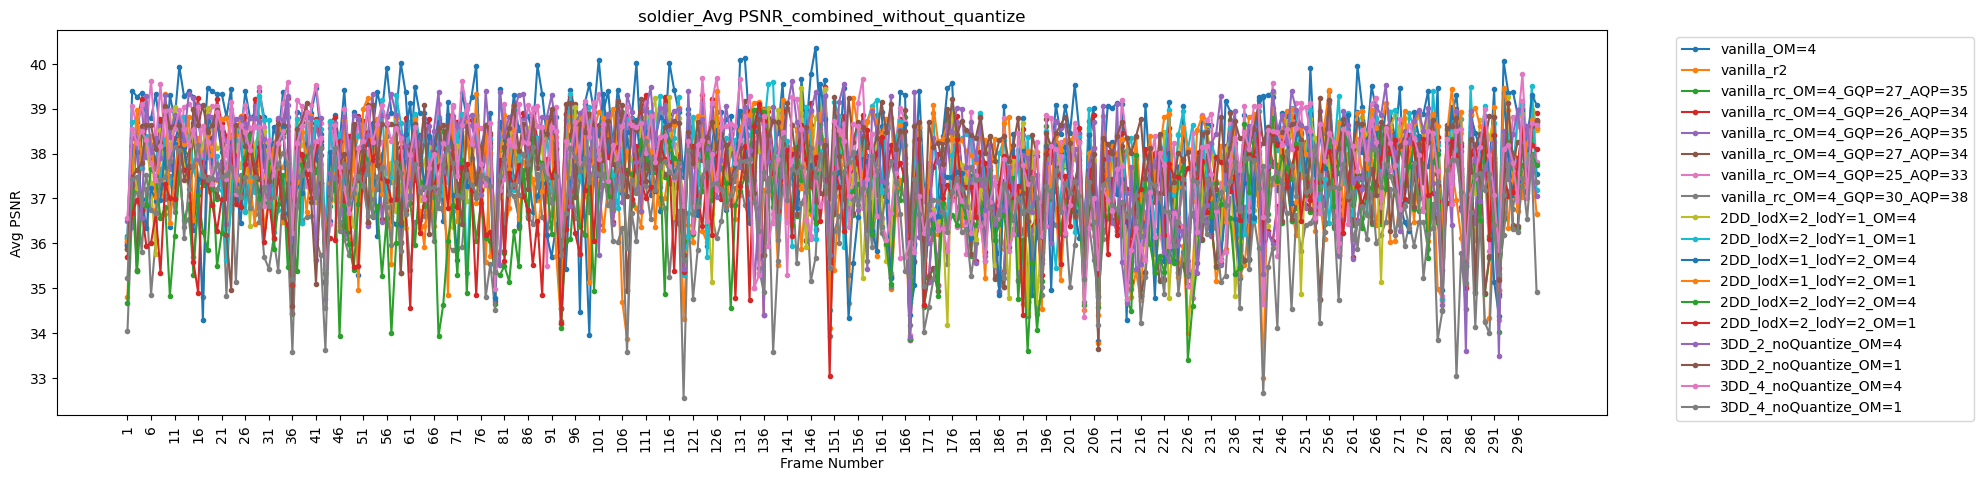 soldier_Avg PSNR_combined_without_quantize
Avg PSNR
40
39
38
37
36
35
34
33
1 6 11 16 21 26 31 36 41 46 51 56 61 66 71 76 81 86 91 96 101 106 111 116 121 126 131 136 141 146 151 156 161 166 171 176 181 186 191 196 201 206 211 216 221 226 231 236 241 246 251 256 261 266 271 276 281 286 291 296
Frame Number
vanilla_OM=4
vanilla_r2
vanilla_rc_OM=4_GQP=27_AQP=35
vanilla_rc_OM=4_GQP=26_AQP=34
vanilla_rc_OM=4_GQP=26_AQP=35
vanilla_rc_OM=4_GQP=27_AQP=34
vanilla_rc_OM=4_GQP=25_AQP=33
vanilla_rc_OM=4_GQP=30_AQP=38
2DD_lodX=2_lodY=1_OM=4
2DD_lodX=2_lodY=1_OM=1
2DD_lodX=1_lodY=2_OM=4
2DD_lodX=1_lodY=2_OM=1
2DD_lodX=2_lodY=2_OM=4
2DD_lodX=2_lodY=2_OM=1
3DD_2_noQuantize_OM=4
3DD_2_noQuantize_OM=1
3DD_4_noQuantize_OM=4
3DD_4_noQuantize_OM=1